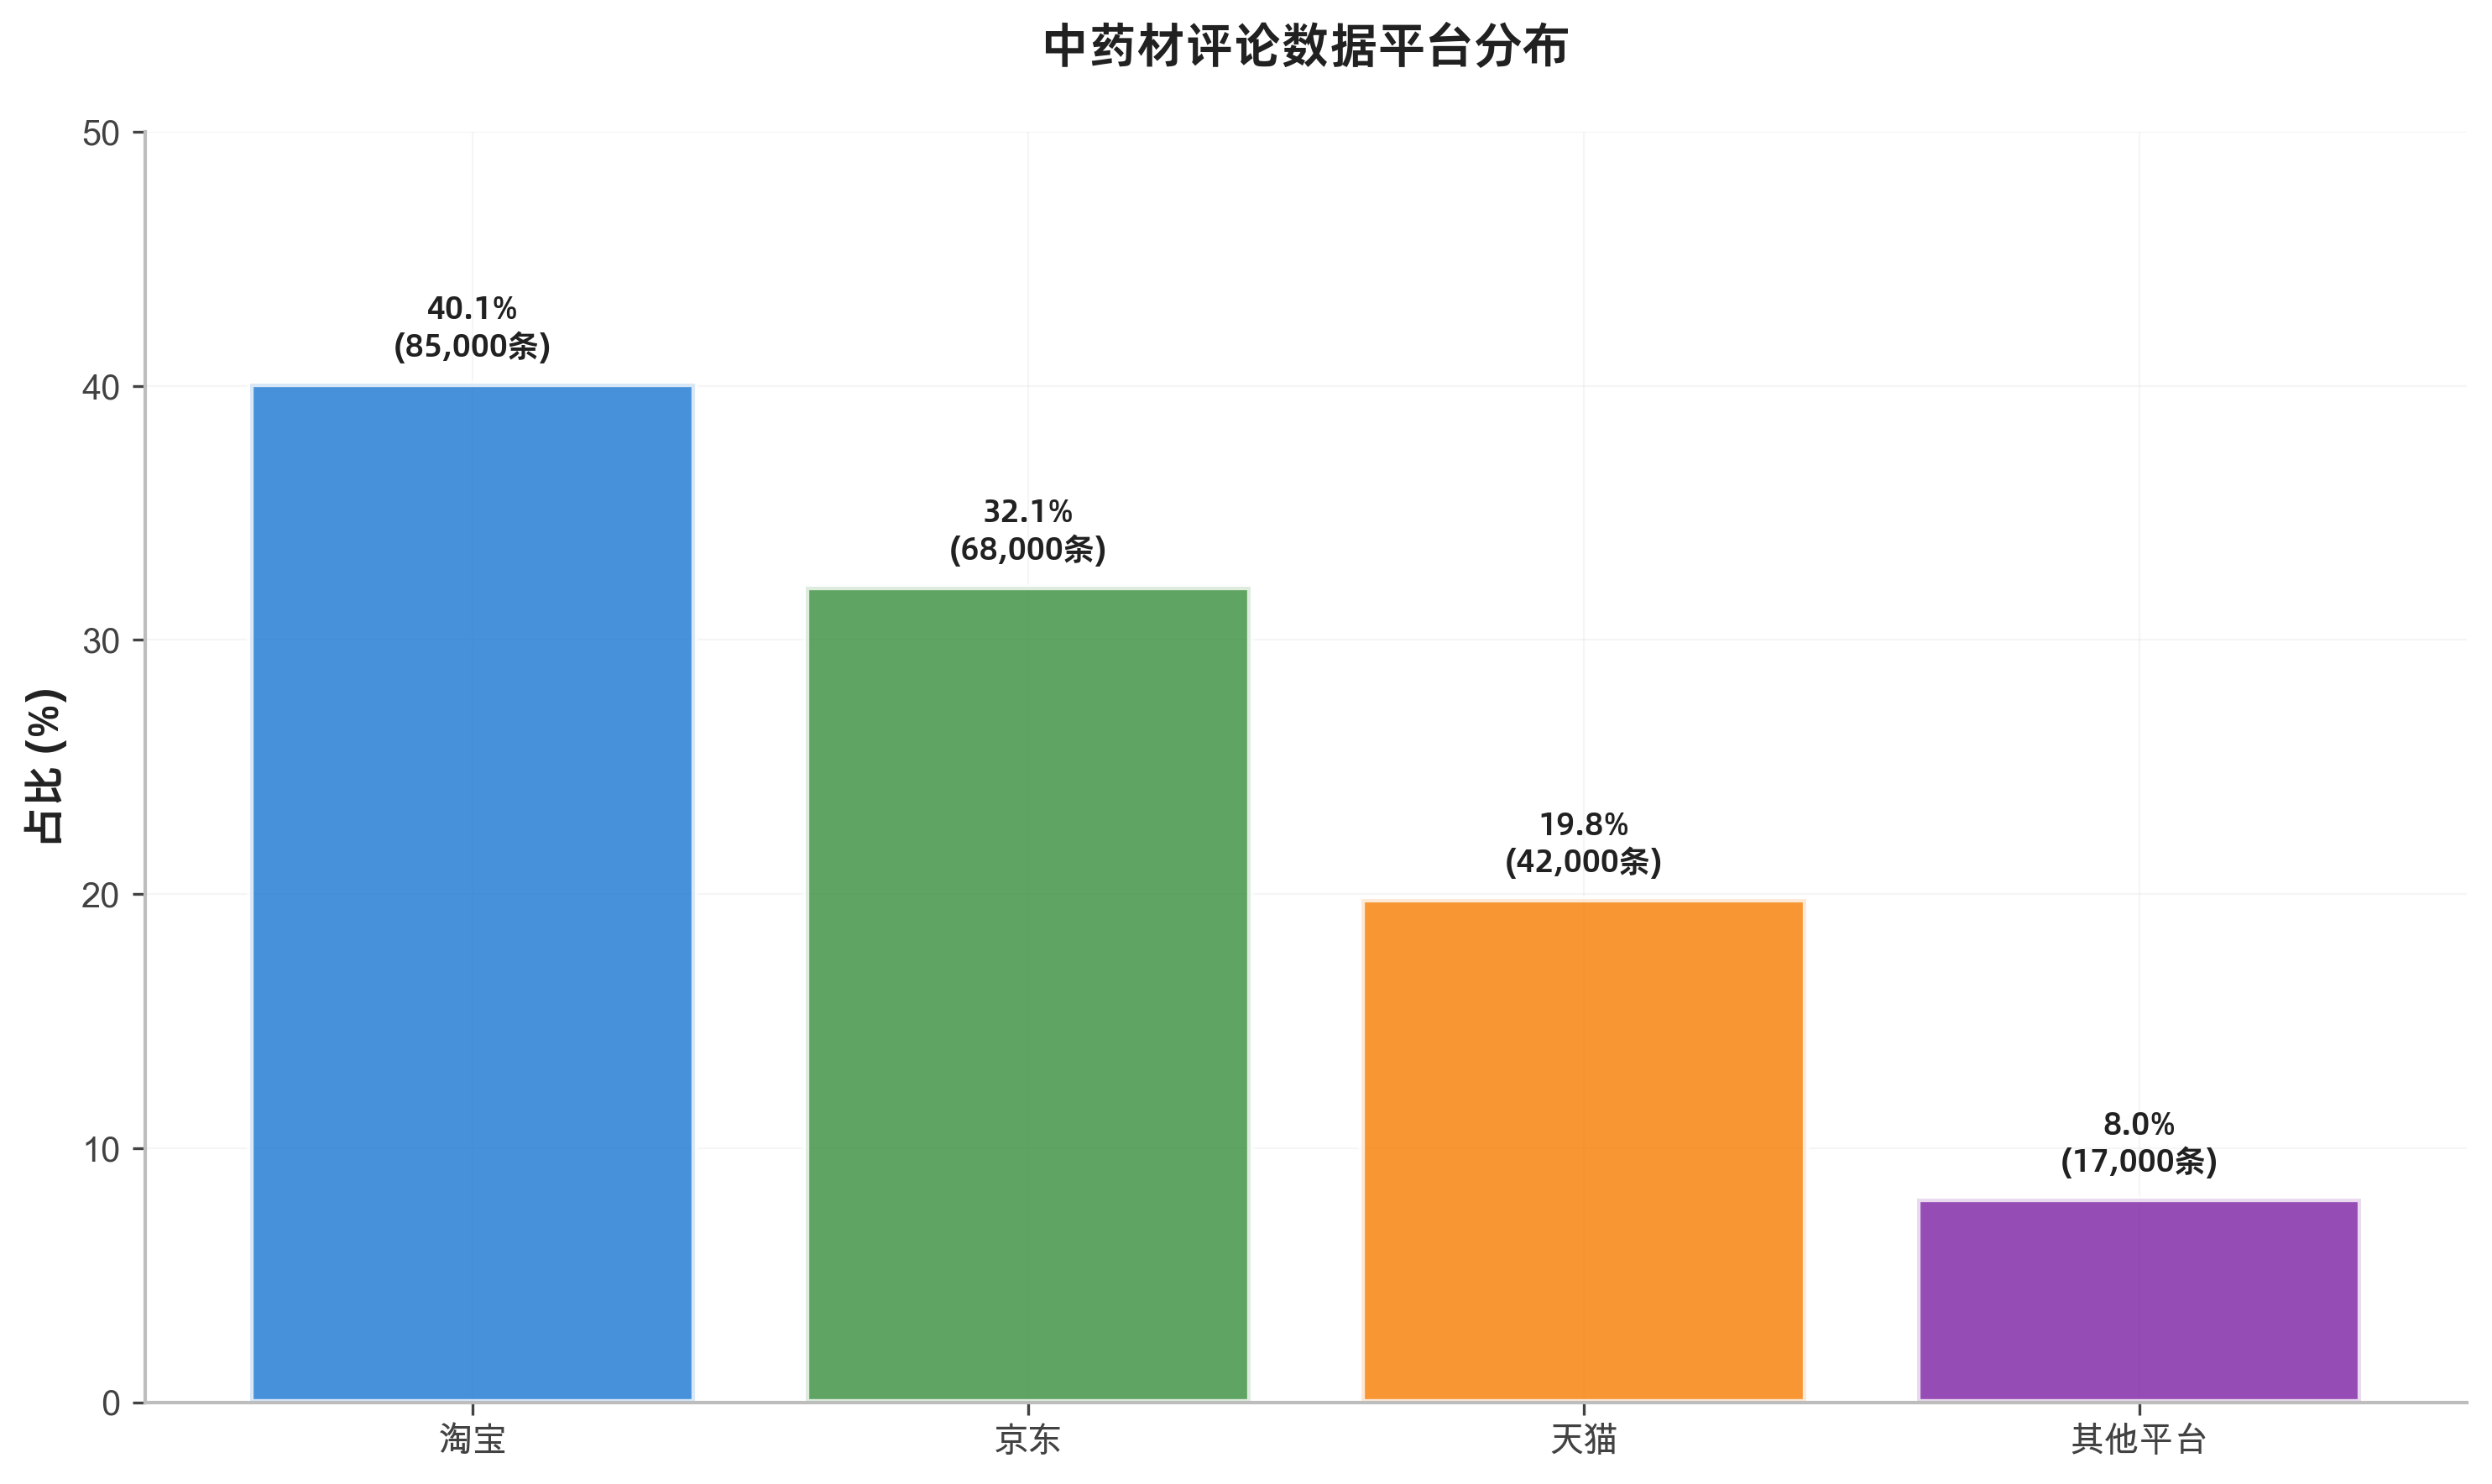 中药材评论数据平台分布
占比 (%)
50
40
30
20
10
0
40.1%
(85,000条)
32.1%
(68,000条)
19.8%
(42,000条)
8.0%
(17,000条)
淘宝
京东
天猫
其他平台